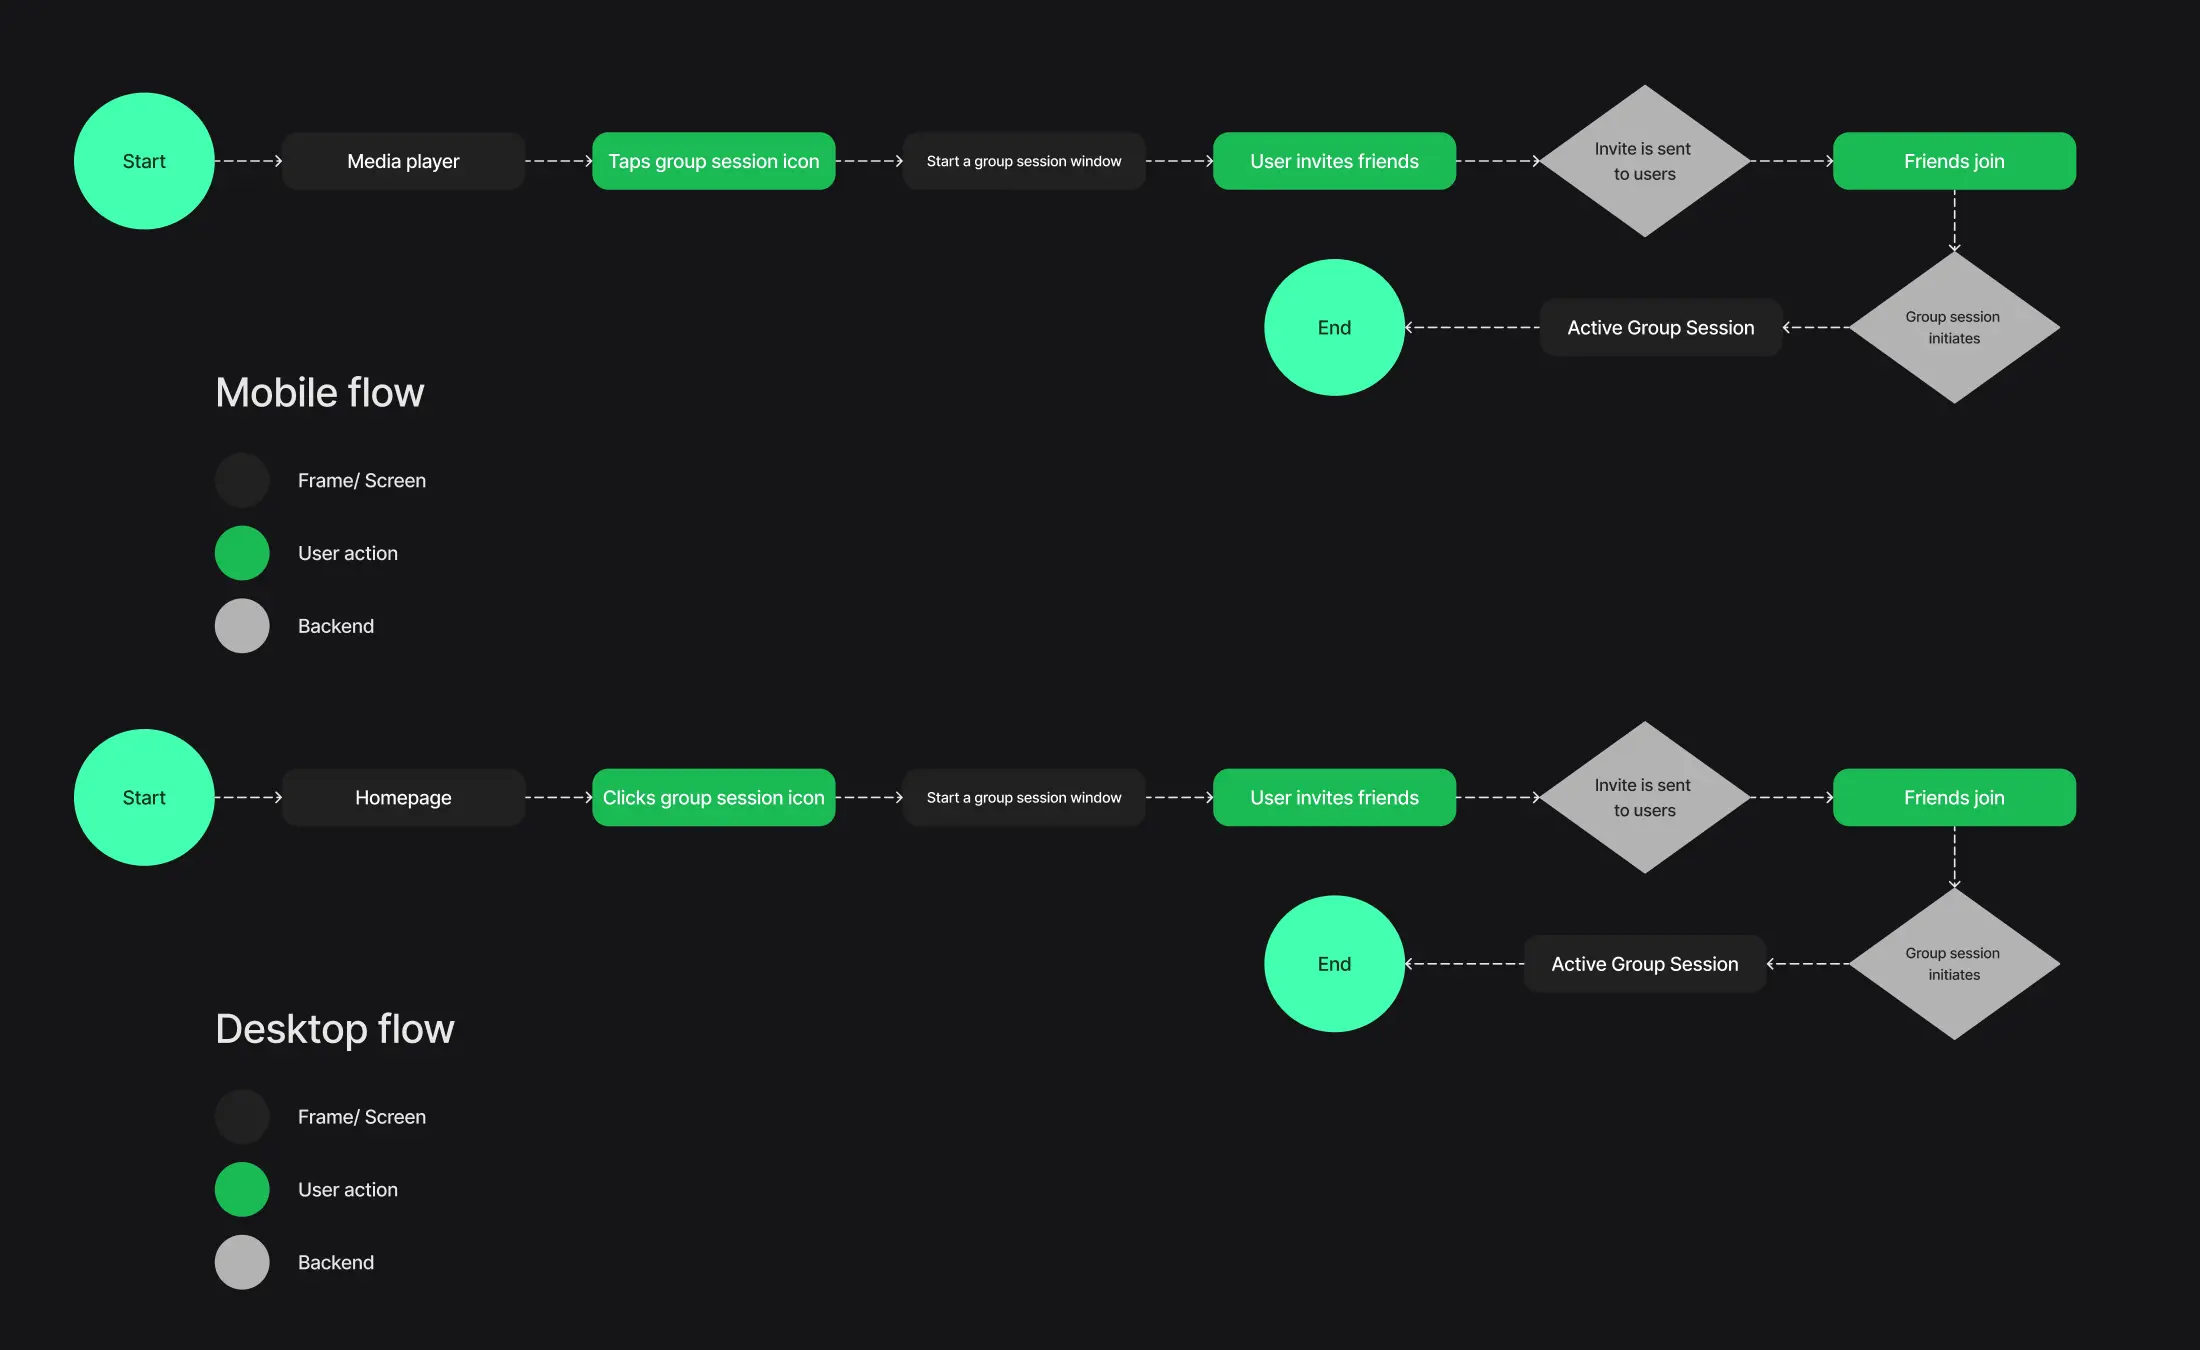 Start
Media player
Taps group session icon
Start a group session window
User invites friends
Invite is sent
to users
Friends join
Group session
initiates
Active Group Session
End
Mobile flow
Frame/ Screen
User action
Backend
Start
Homepage
Clicks group session icon
Start a group session window
User invites friends
Invite is sent
to users
Friends join
Group session
initiates
Active Group Session
End
Desktop flow
Frame/ Screen
User action
Backend